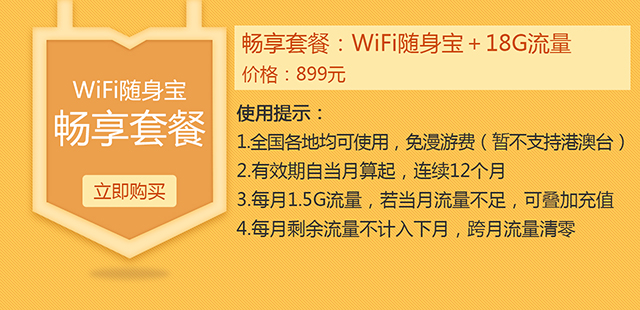 WiFi随身宝
畅享套餐
立即购买
畅享套餐：WiFi随身宝＋18G流量
价格：899元
使用提示：
1.全国各地均可使用，免漫游费（暂不支持港澳台）
2.有效期自当月算起，连续12个月
3.每月1.5G流量，若当月流量不足，可叠加充值
4.每月剩余流量不计入下月，跨月流量清零